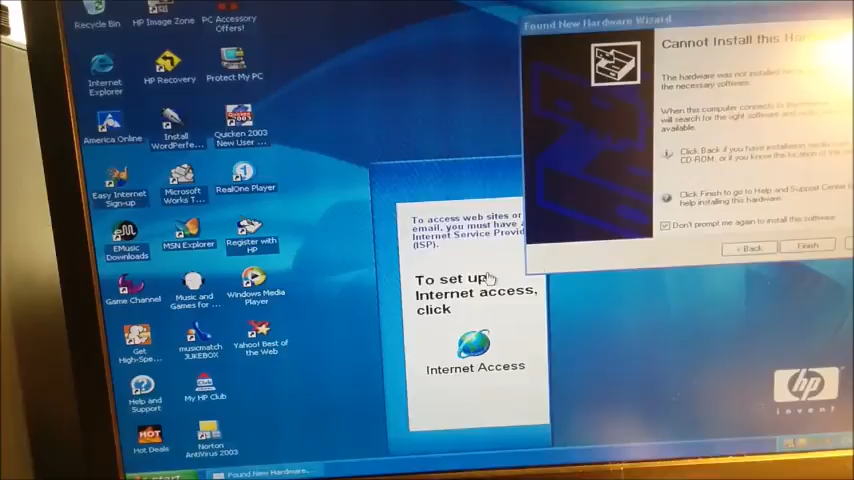 Recycle Bin
HP Image Zone
PC Accessory
Offers!
Internet
Explorer
HP Recovery
Protect My PC
America Online
Install
WordPerfe...
Quicken 2003
New User ...
Easy Internet
Sign-up
Microsoft
Works T...
RealOne Player
EMusic
Downloads
MSN Explorer
Register with
HP
Game Channel
Music and
Games for ...
Windows Media
Player
Get
High-Spe...
musicmatch
JUKEBOX
Yahoo! Best of
the Web
Help and
Support
My HP Club
HOT
Hot Deals
Norton
AntiVirus 2003
To access web sites or
email, you must have
Internet Service Provid
(ISP).
To set up
Internet access,
click
Internet Access
Found New Hardware Wizard
Cannot Install this
The hardware was not installed
the necessary software.
When this computer connects to
will search for the right software and
available.
Click Back if you have installation
CD-ROM, or if you know the location of
Click Finish to go to Help and Support Center
help installing this hardware.
Don't prompt me again to install this software
< Back
Finish
hp
invent
start
Found New Hardware...